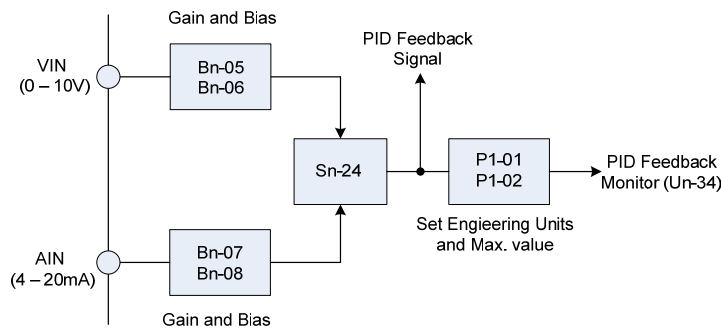 Gain and Bias
VIN
(0 – 10V)
Bn-05
Bn-06
PID Feedback
Signal
Sn-24
P1-01
P1-02
PID Feedback
Monitor (Un-34)
Set Engieering Units
and Max. value
AIN
(4 – 20mA)
Bn-07
Bn-08
Gain and Bias